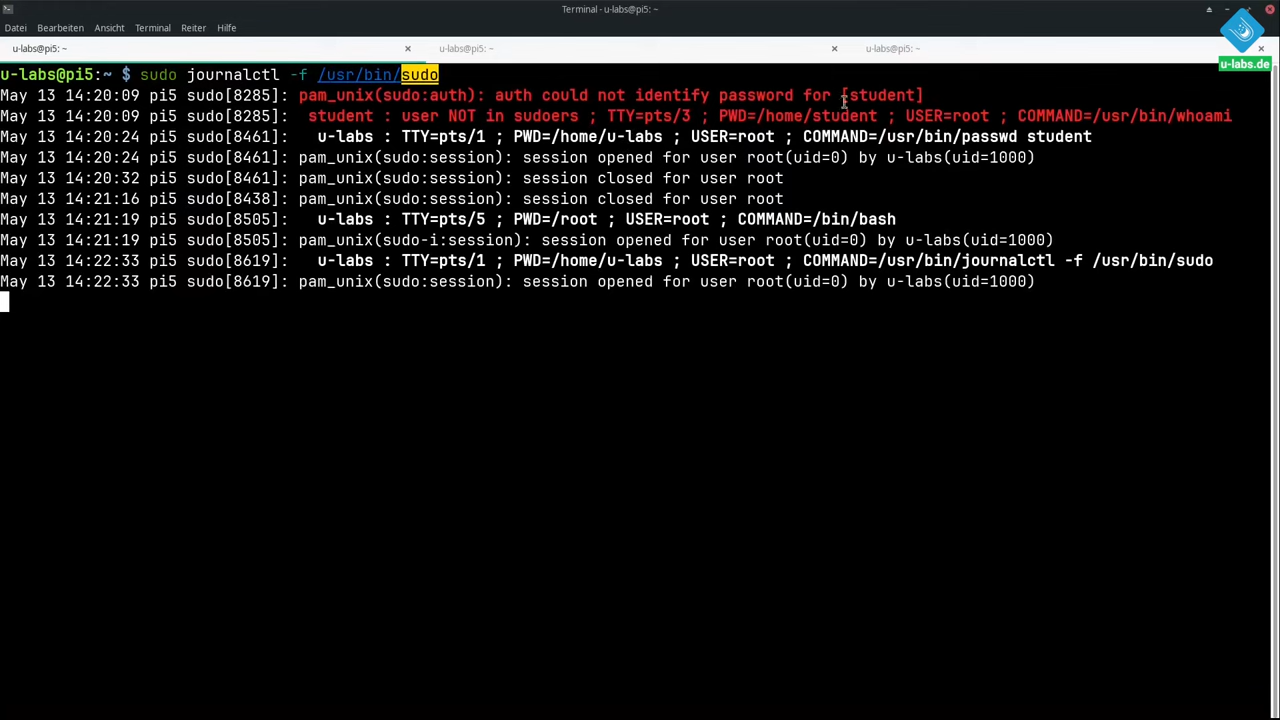 Terminal - u-labs@pi5: ~
Datei Bearbeiten Ansicht Terminal Reiter Hilfe
u-labs@pi5: ~ u-labs@pi5: ~ u-labs@pi5: ~
u-labs.de
u-labs@pi5:~ $ sudo journalctl -f /usr/bin/sudo
May 13 14:20:09 pi5 sudo[8285]: pam_unix(sudo:auth): auth could not identify password for [student]
May 13 14:20:09 pi5 sudo[8285]:  student : user NOT in sudoers ; TTY=pts/3 ; PWD=/home/student ; USER=root ; COMMAND=/usr/bin/whoami
May 13 14:20:24 pi5 sudo[8461]:   u-labs : TTY=pts/1 ; PWD=/home/u-labs ; USER=root ; COMMAND=/usr/bin/passwd student
May 13 14:20:24 pi5 sudo[8461]: pam_unix(sudo:session): session opened for user root(uid=0) by u-labs(uid=1000)
May 13 14:20:32 pi5 sudo[8461]: pam_unix(sudo:session): session closed for user root
May 13 14:21:16 pi5 sudo[8438]: pam_unix(sudo:session): session closed for user root
May 13 14:21:19 pi5 sudo[8505]:   u-labs : TTY=pts/5 ; PWD=/root ; USER=root ; COMMAND=/bin/bash
May 13 14:21:19 pi5 sudo[8505]: pam_unix(sudo-i:session): session opened for user root(uid=0) by u-labs(uid=1000)
May 13 14:22:33 pi5 sudo[8619]:   u-labs : TTY=pts/1 ; PWD=/home/u-labs ; USER=root ; COMMAND=/usr/bin/journalctl -f /usr/bin/sudo
May 13 14:22:33 pi5 sudo[8619]: pam_unix(sudo:session): session opened for user root(uid=0) by u-labs(uid=1000)